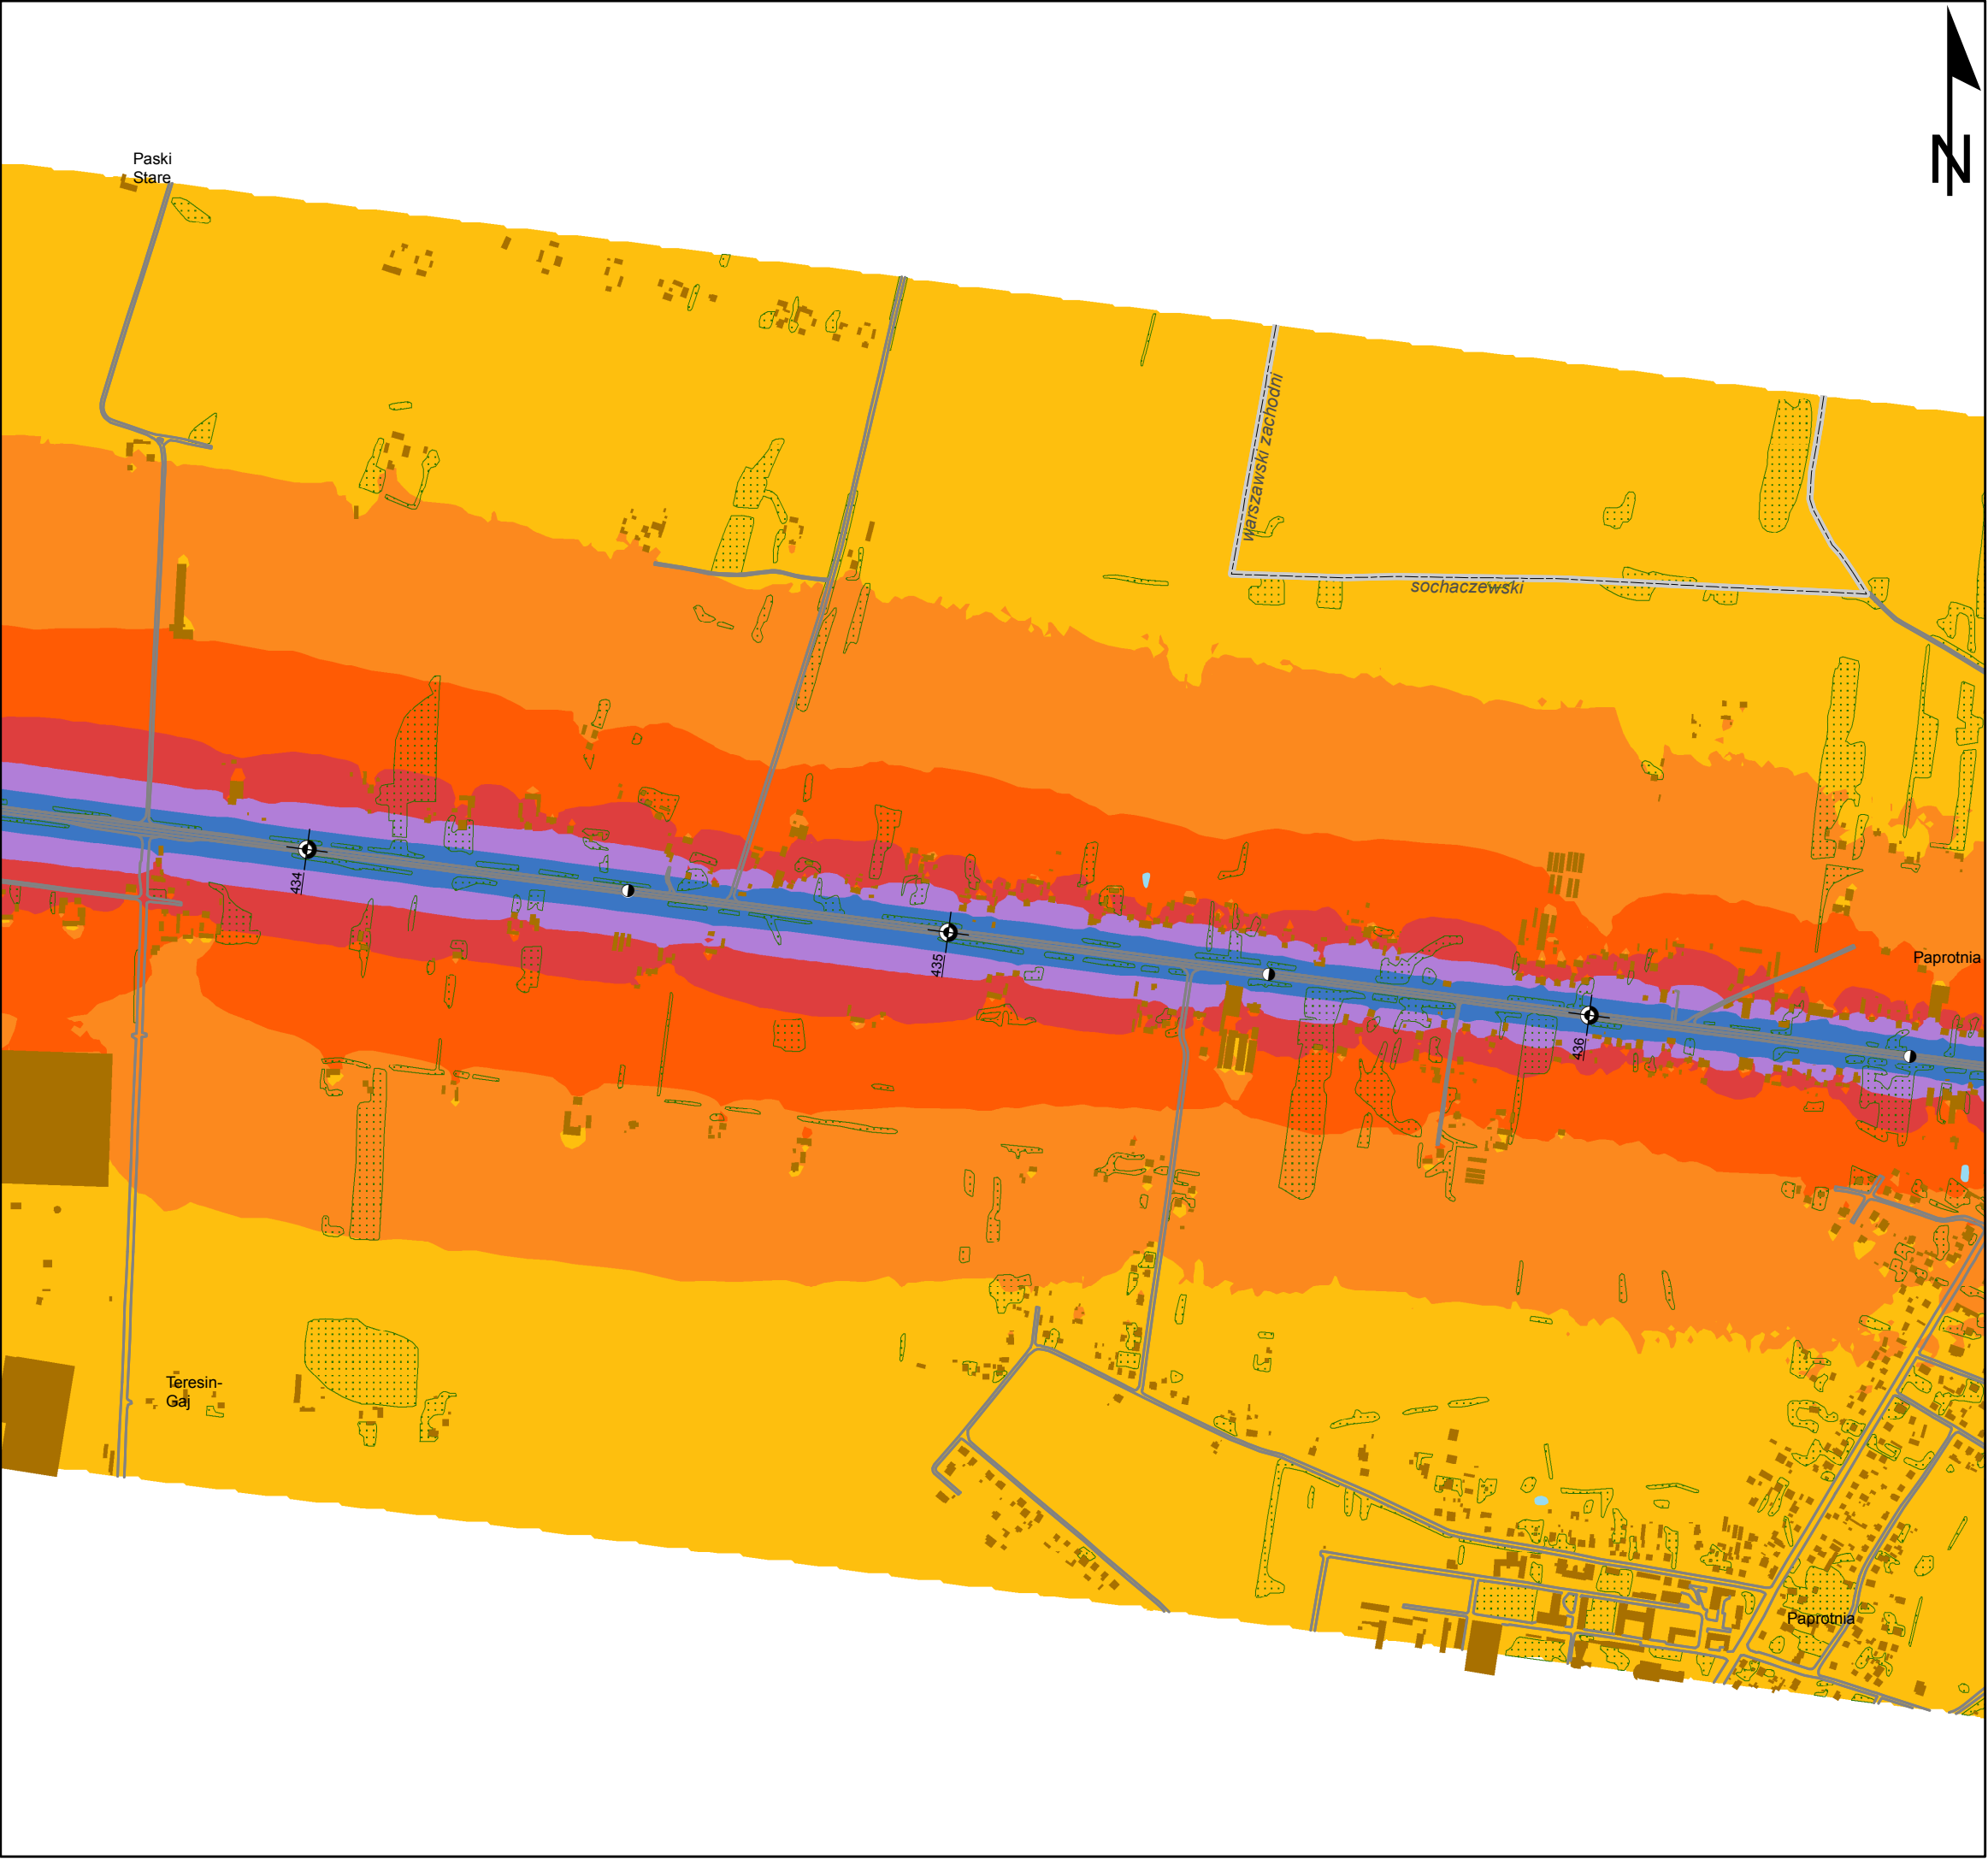 N
Paski
Stare
warszawski zachodni
sochaczewski
434
435
436
Paprotnia
Teresin-
Gaj
Paprotnia